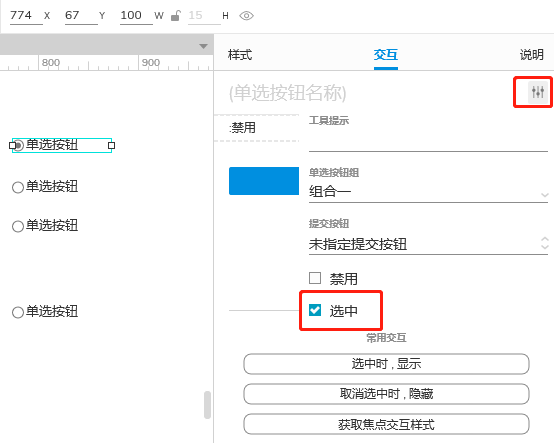 774 X 67 Y 100 W 15 H
800 900
样式 交互 说明
(单选按钮名称)
:禁用
工具提示
单选按钮
单选按钮组
组合一
单选按钮
单选按钮
提交按钮
未指定提交按钮
禁用
选中
单选按钮
常用交互
选中时 , 显示
取消选中时 , 隐藏
获取焦点交互样式